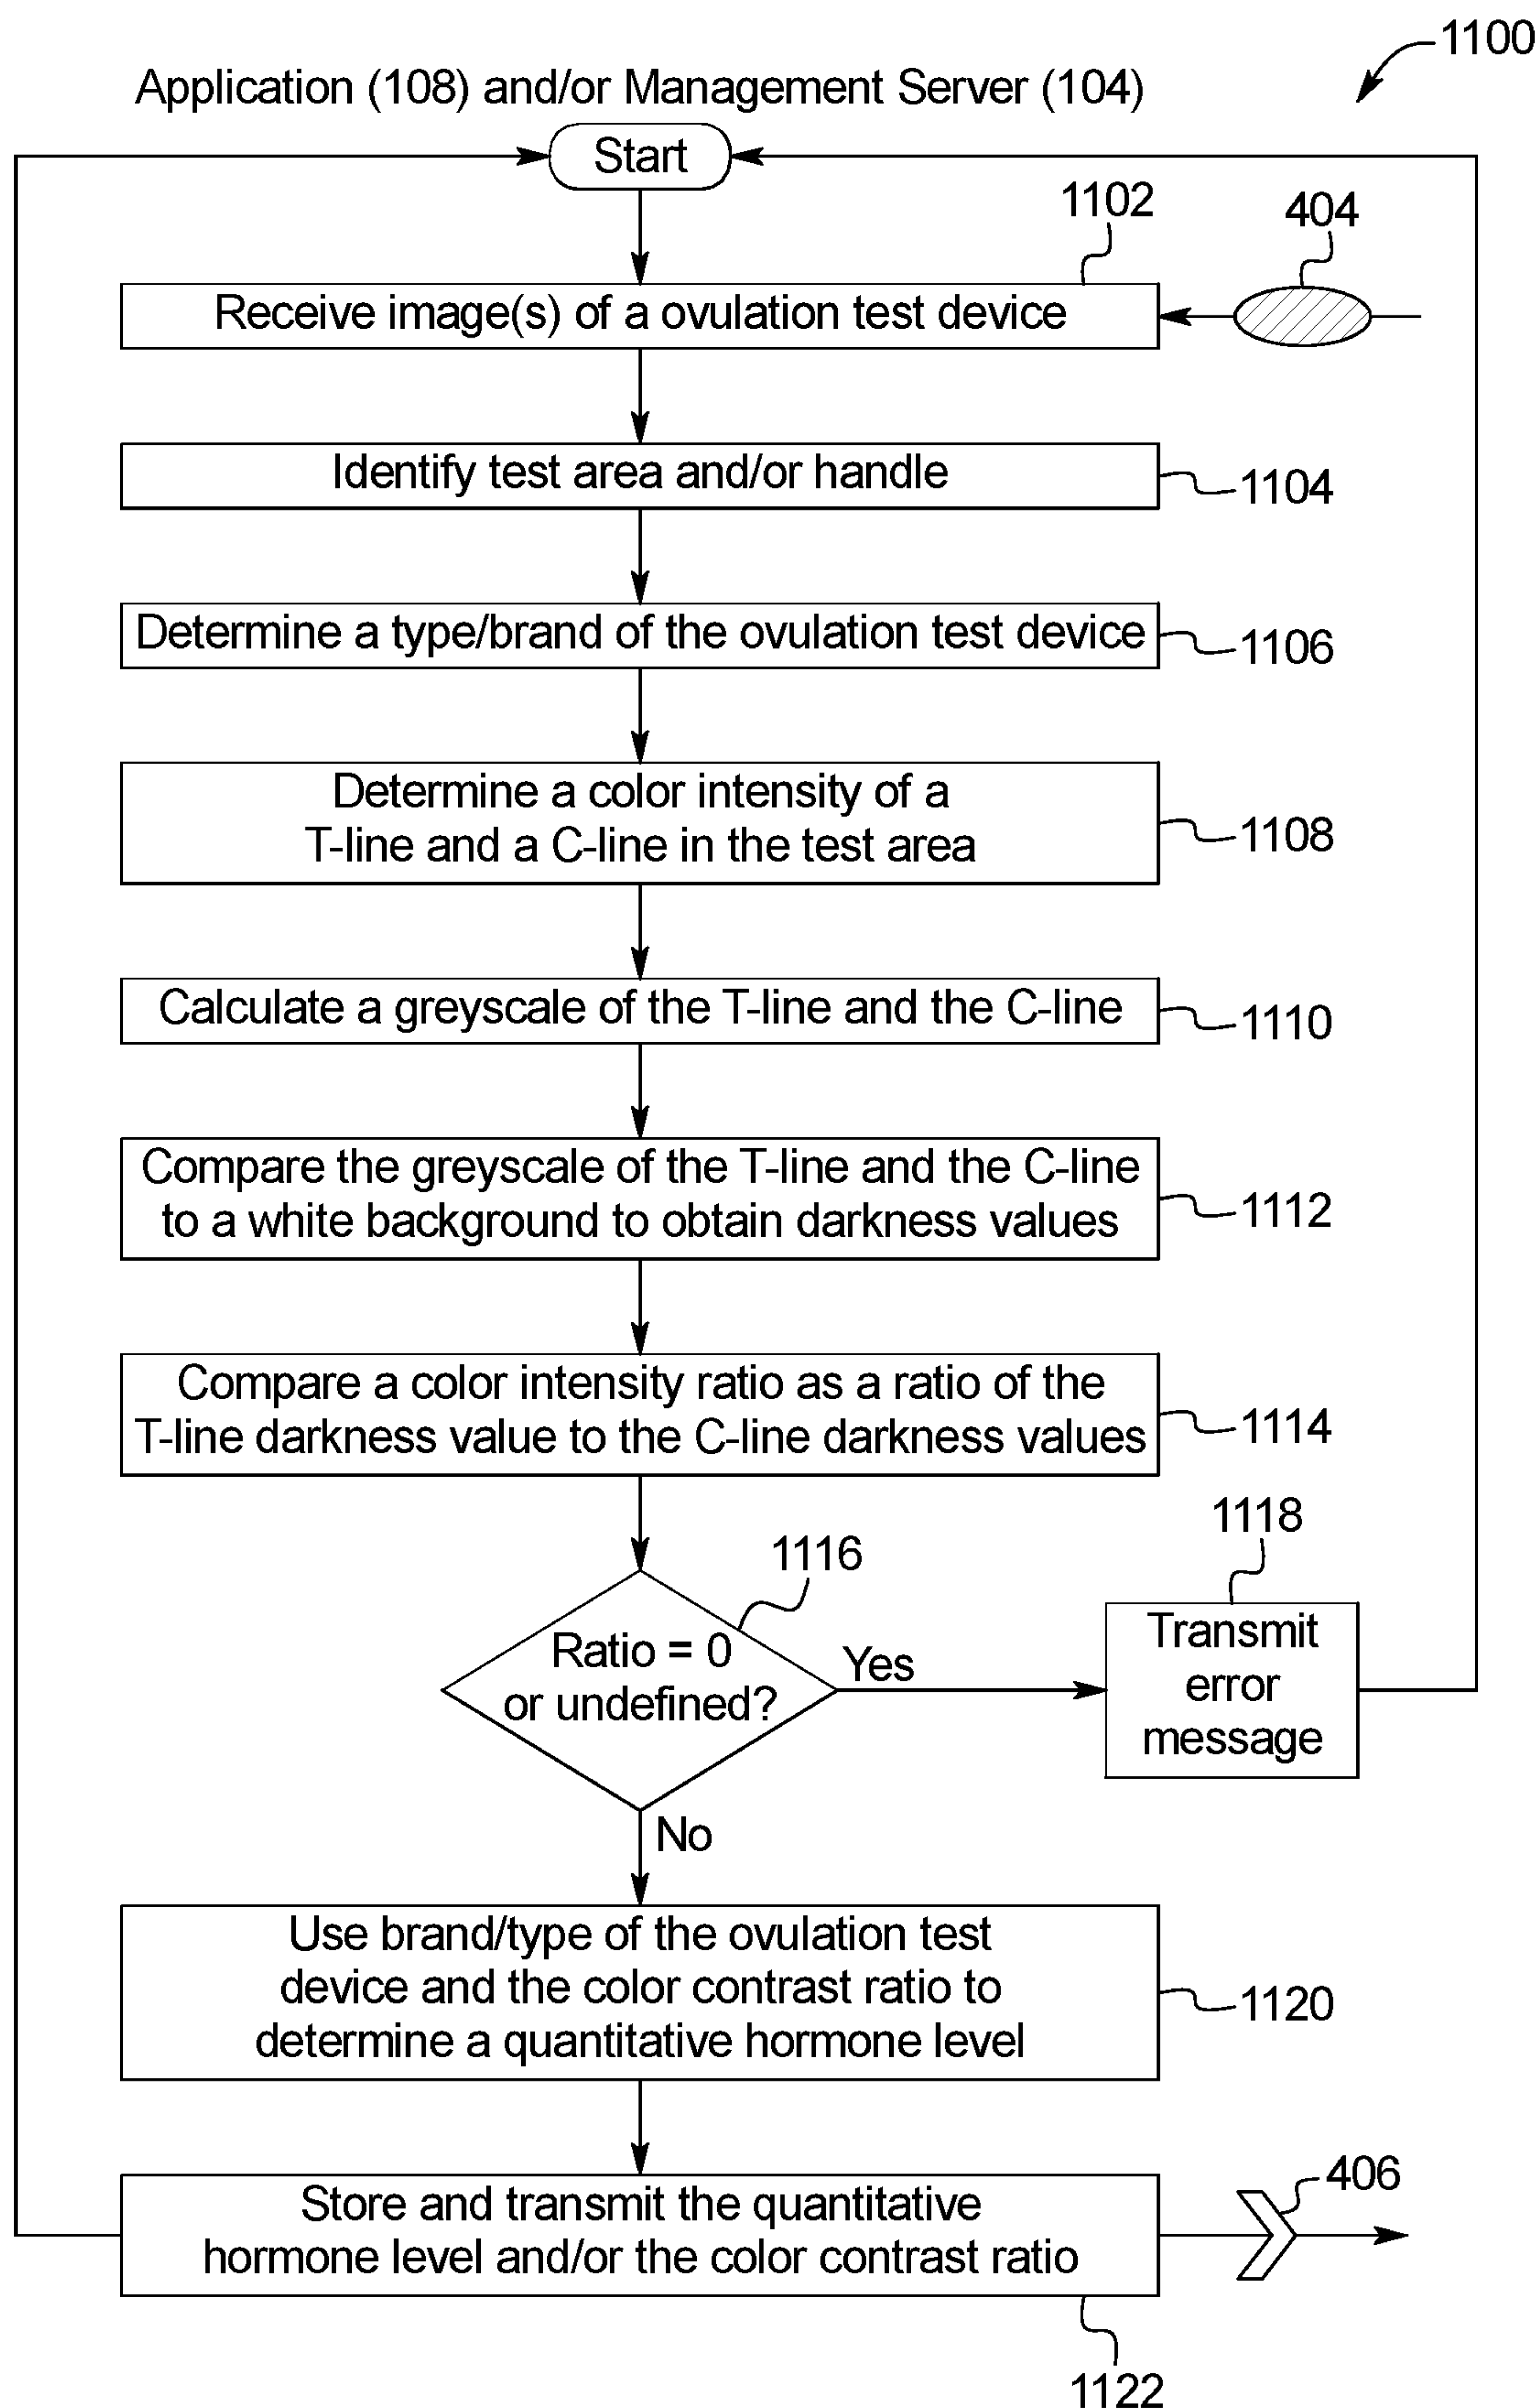 1100
Application (108) and/or Management Server (104)
Start
1102
404
Receive image(s) of a ovulation test device
Identify test area and/or handle
1104
Determine a type/brand of the ovulation test device
1106
Determine a color intensity of a
T-line and a C-line in the test area
1108
Calculate a greyscale of the T-line and the C-line
1110
Compare the greyscale of the T-line and the C-line
to a white background to obtain darkness values
1112
Compare a color intensity ratio as a ratio of the
T-line darkness value to the C-line darkness values
1114
1116
1118
Ratio = 0
or undefined?
Yes
Transmit
error
message
No
Use brand/type of the ovulation test
device and the color contrast ratio to
determine a quantitative hormone level
1120
406
Store and transmit the quantitative
hormone level and/or the color contrast ratio
1122